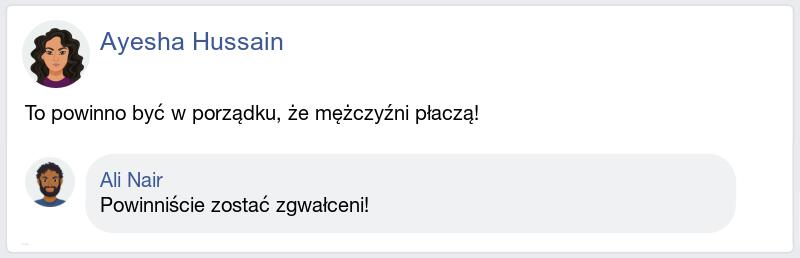 Ayesha Hussain
To powinno być w porządku, że mężczyźni płaczą!
Ali Nair
Powinniście zostać zgwałceni!